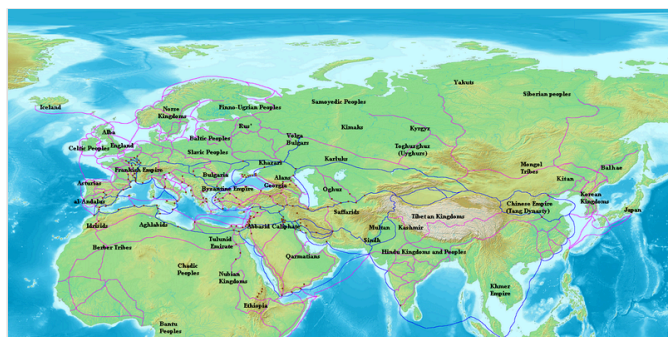 Yakuts
Siberian peoples
Samoyedic Peoples
Iceland
Norse
Kingdoms
Finno-Ugrian Peoples
Rus'
Kimaks
Kyrgyz
Alba
England
Celtic Peoples
Baltic Peoples
Slavic Peoples
Volga
Bulgars
Toghuzghuz
(Uyghurs)
Karluks
Mongol
Tribes
Balhae
Frankish Empire
Khazari
Kitan
Asturias
Bulgaria
Alans
Georgia
Oghuz
Korean
Kingdoms
al-Andalus
Byzantine Empire
Chinese Empire
(Tang Dynasty)
Japan
Saffarids
Tibetan Kingdoms
Idrisids
Aghlabids
Abbasid Caliphate
Multan
Kashmir
Berber Tribes
Tulunid
Emirate
Sindh
Hindu Kingdoms and Peoples
Qarmatians
Chadic
Peoples
Nubian
Kingdoms
Khmer
Empire
Ethiopia
Bantu
Peoples